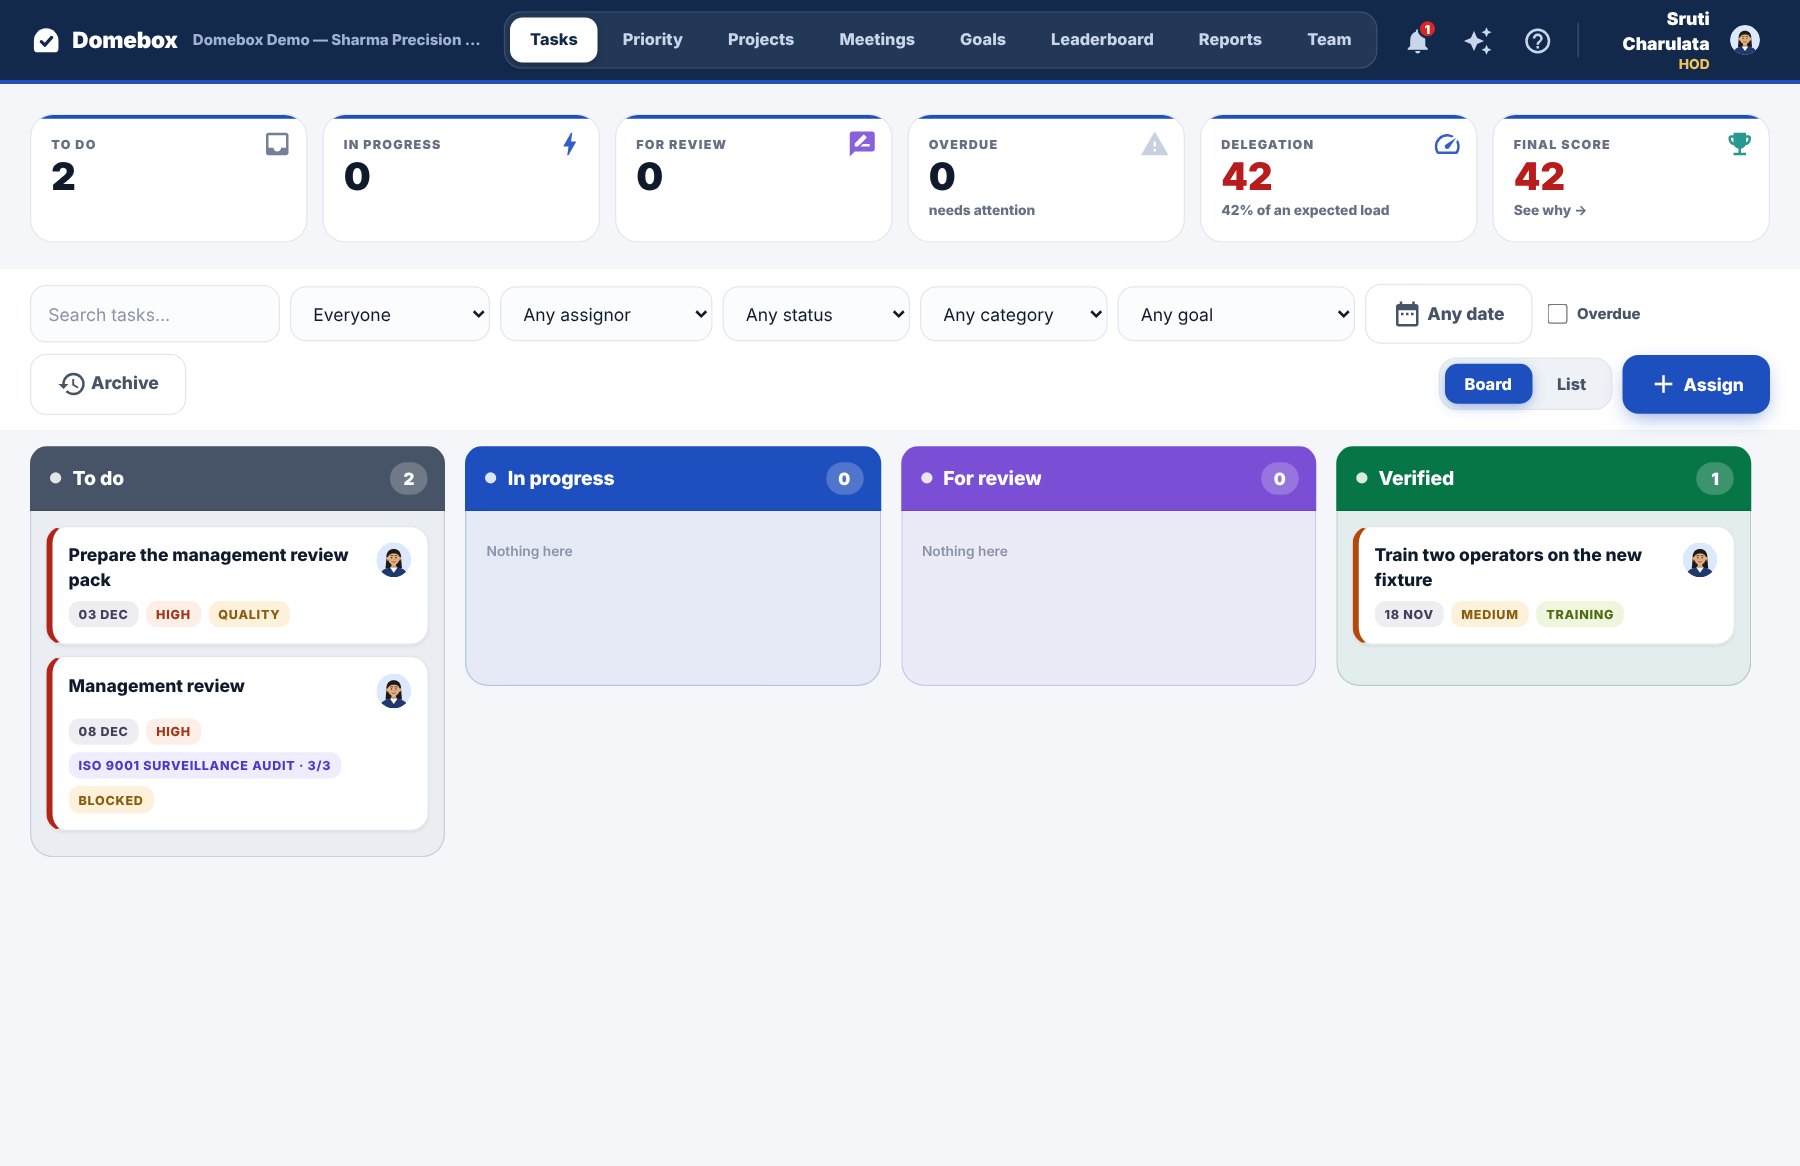 Domebox
Domebox Demo — Sharma Precision ...
Tasks
Priority
Projects
Meetings
Goals
Leaderboard
Reports
Team
1
Sruti
Charulata
HOD
TO DO
2
IN PROGRESS
0
FOR REVIEW
0
OVERDUE
0
needs attention
DELEGATION
42
42% of an expected load
FINAL SCORE
42
See why →
Search tasks...
Everyone
Any assignor
Any status
Any category
Any goal
Any date
Overdue
Archive
Board
List
+ Assign
To do
2
Prepare the management review
pack
03 DEC
HIGH
QUALITY
Management review
08 DEC
HIGH
ISO 9001 SURVEILLANCE AUDIT · 3/3
BLOCKED
In progress
0
Nothing here
For review
0
Nothing here
Verified
1
Train two operators on the new
fixture
18 NOV
MEDIUM
TRAINING